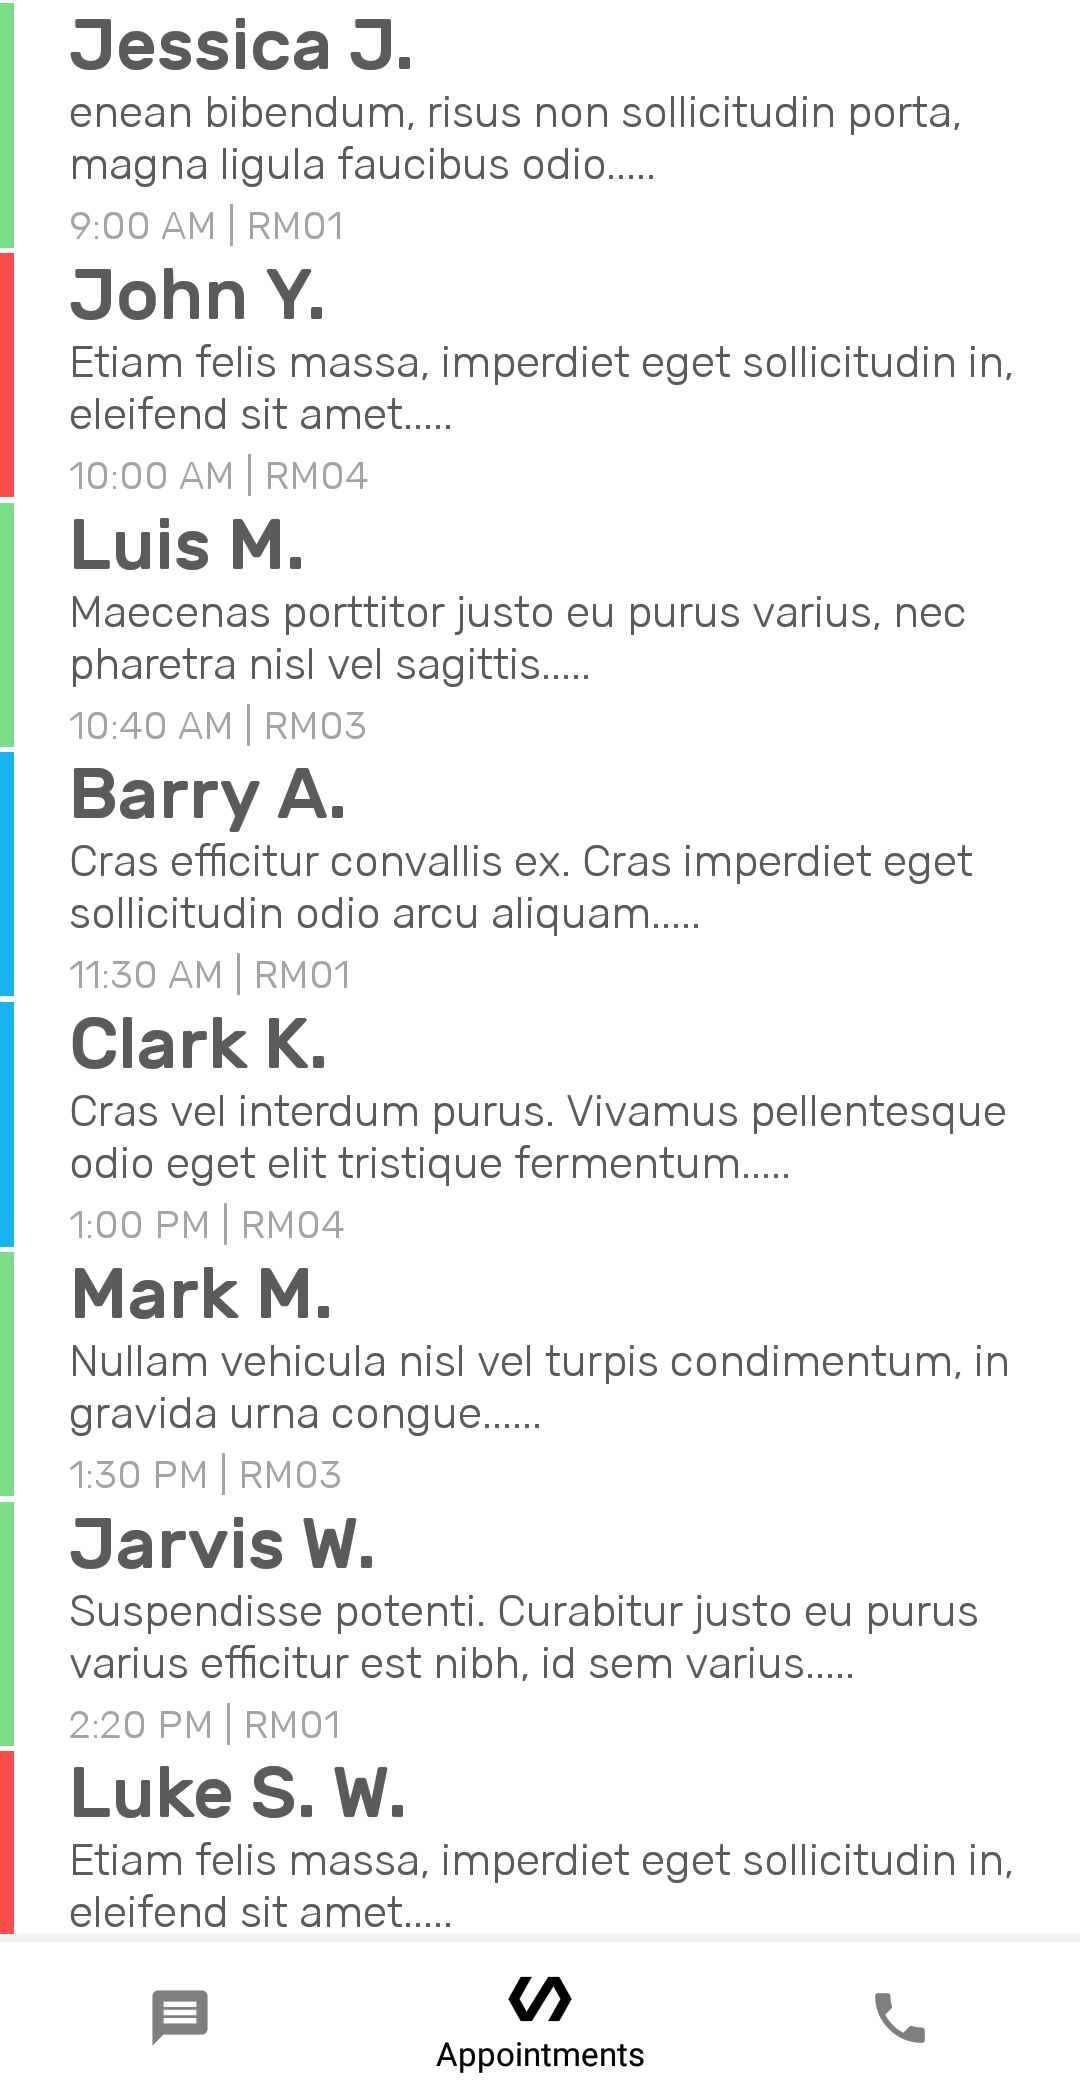 Jessica J.
enean bibendum, risus non sollicitudin porta,
magna ligula faucibus odio.....
9:00 AM | RM01
John Y.
Etiam felis massa, imperdiet eget sollicitudin in,
eleifend sit amet.....
10:00 AM | RM04
Luis M.
Maecenas porttitor justo eu purus varius, nec
pharetra nisl vel sagittis.....
10:40 AM | RM03
Barry A.
Cras efficitur convallis ex. Cras imperdiet eget
sollicitudin odio arcu aliquam.....
11:30 AM | RM01
Clark K.
Cras vel interdum purus. Vivamus pellentesque
odio eget elit tristique fermentum.....
1:00 PM | RM04
Mark M.
Nullam vehicula nisl vel turpis condimentum, in
gravida urna congue......
1:30 PM | RM03
Jarvis W.
Suspendisse potenti. Curabitur justo eu purus
varius efficitur est nibh, id sem varius.....
2:20 PM | RM01
Luke S. W.
Etiam felis massa, imperdiet eget sollicitudin in,
eleifend sit amet.....
Appointments